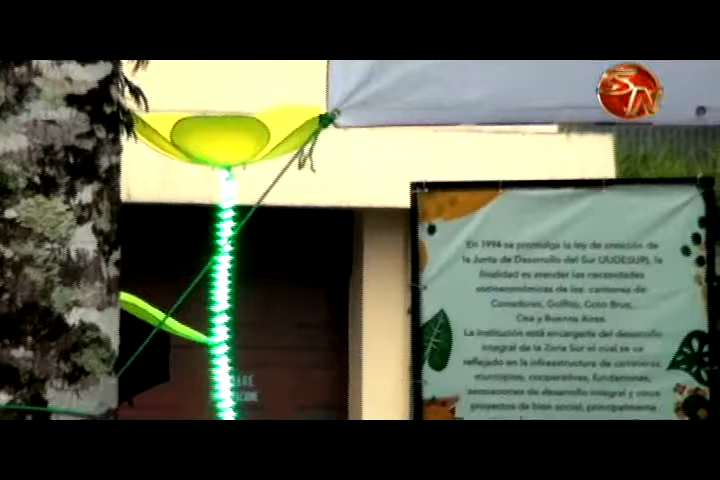 SN
En 1994 se promulga la ley de creación de
la Junta de Desarrollo del Sur (JUDESUR), la
finalidad es atender las necesidades
socioeconómicas de los cantones de
Corredores, Golfito, Coto Brus,
Osa y Buenos Aires.
La institución está encargada del desarrollo
integral de la Zona Sur el cual se ve
reflejado en la infraestructura de carreteras,
municipios, cooperativas, fundaciones,
asociaciones de desarrollo integral y otros
proyectos de bien social, principalmente